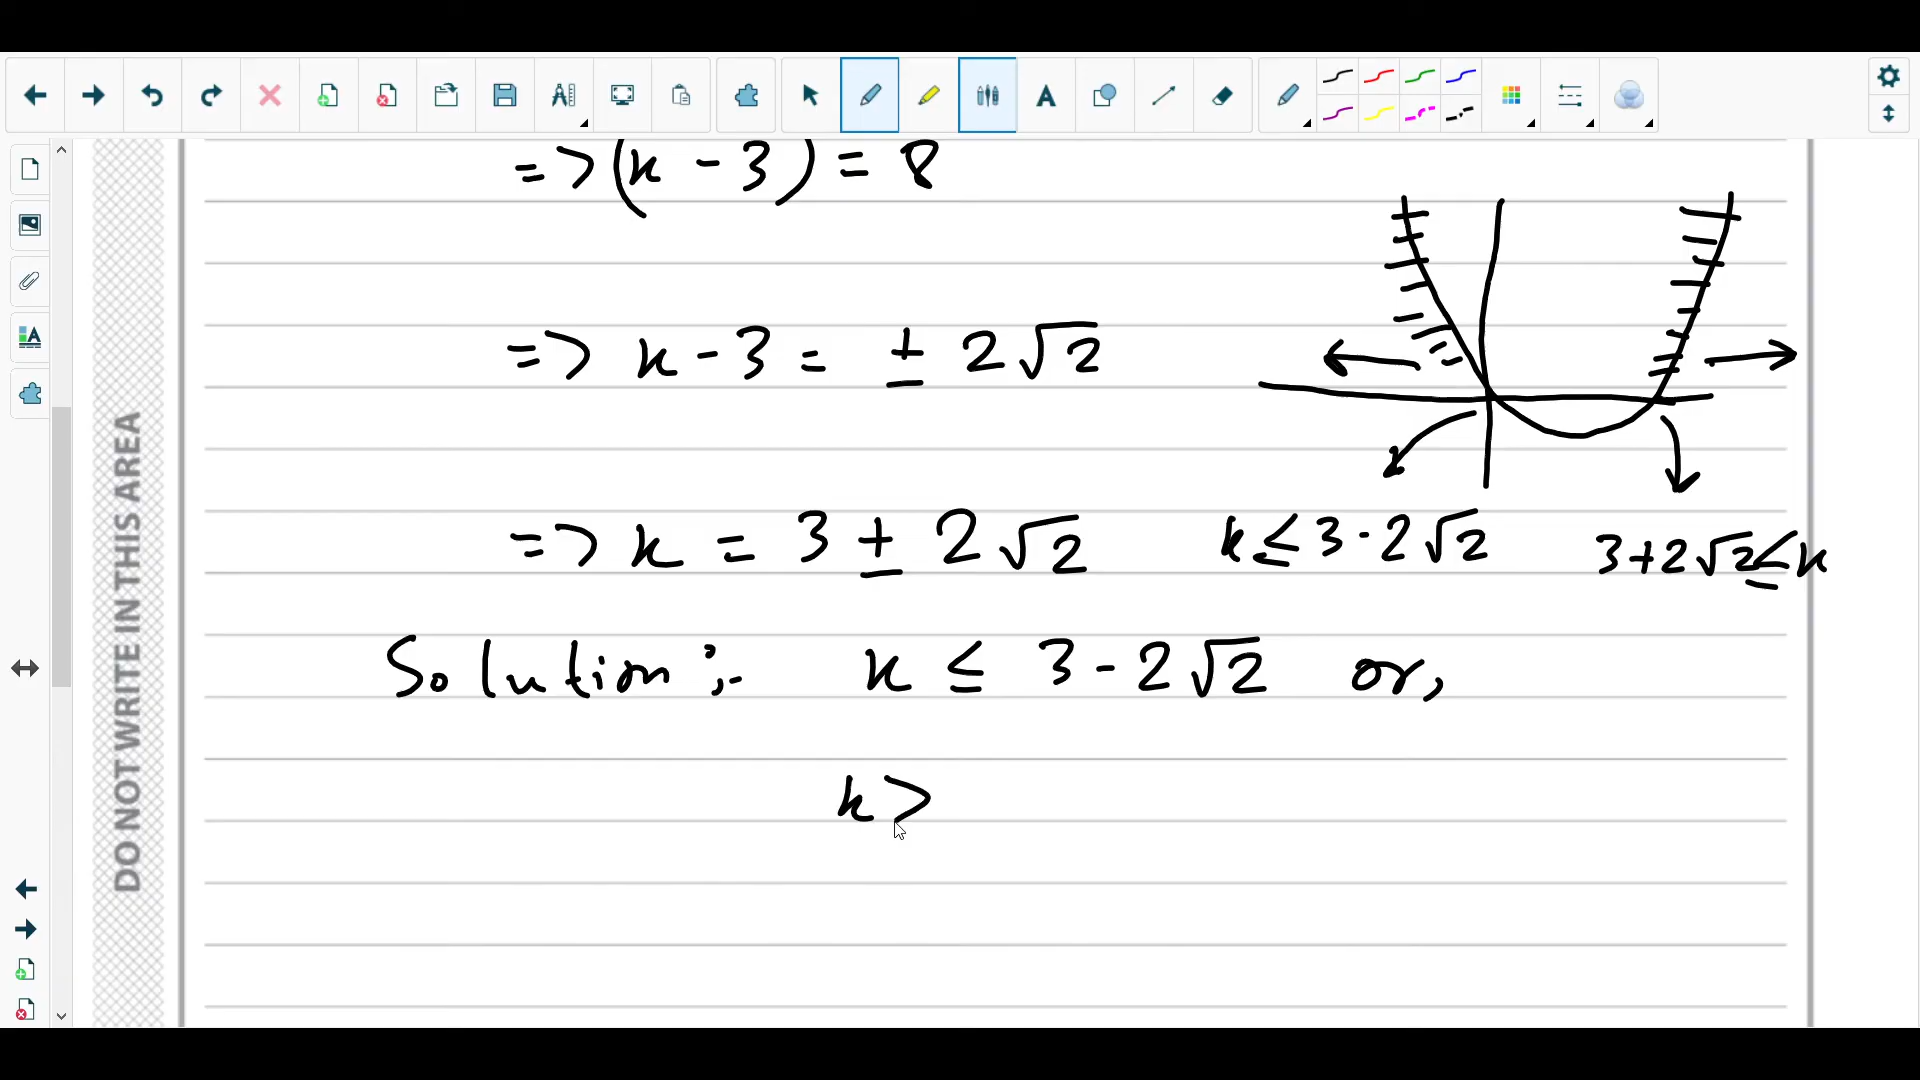 => (k - 3) = 8
=> k - 3 = ± 2√2
=> k = 3 ± 2√2
k ≤ 3 - 2√2
3 + 2√2 ≤ k
Solution :- k ≤ 3 - 2√2 or,
k >
DO NOT WRITE IN THIS AREA